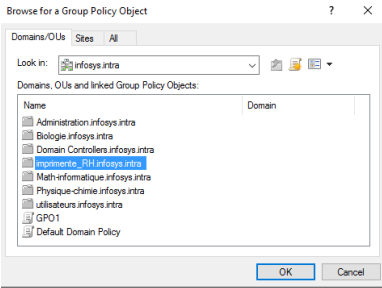 Browse for a Group Policy Object
Domains/OUs Sites All
Look in: infosys.intra
Domains, OUs and linked Group Policy Objects:
Name Domain
Administration.infosys.intra
Biologie.infosys.intra
Domain Controllers.infosys.intra
imprimente_RH.infosys.intra
Math-informatique.infosys.intra
Physique-chimie.infosys.intra
utilisateurs.infosys.intra
GPO1
Default Domain Policy
OK Cancel